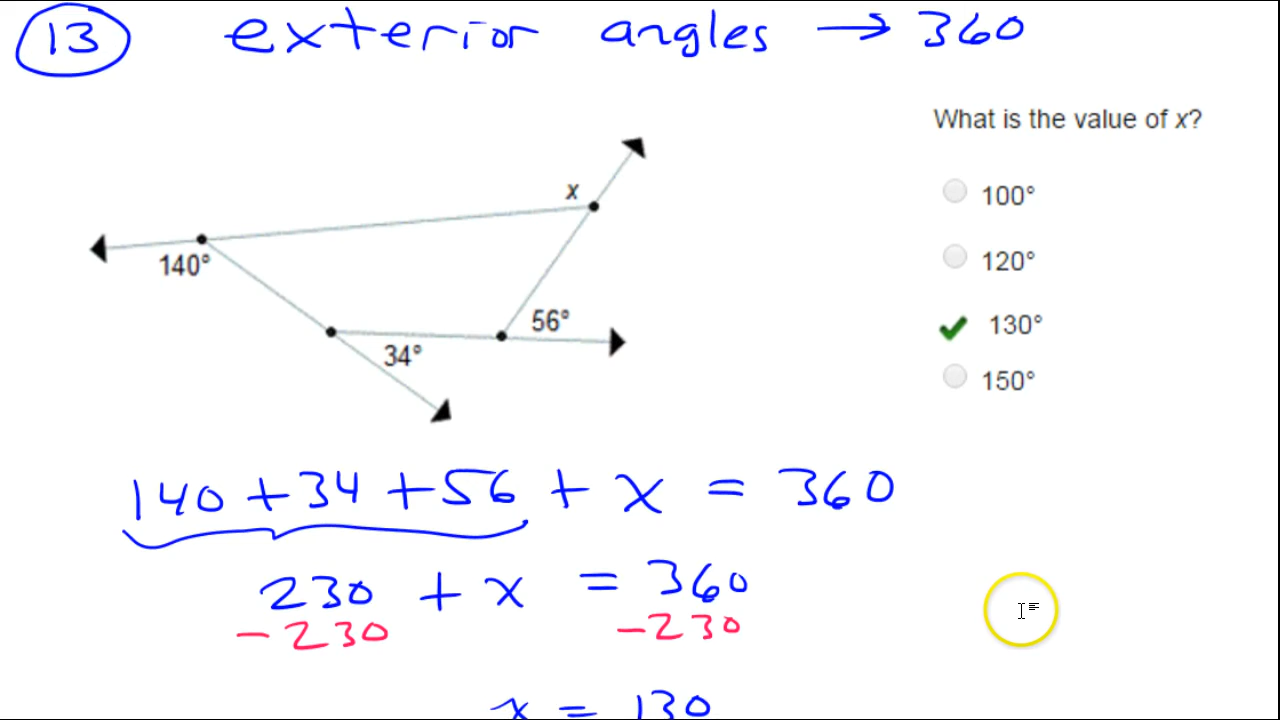 13 exterior angles → 360
What is the value of x?
100°
120°
130°
150°
x
140°
56°
34°
140 + 34 + 56 + x = 360
230 + x = 360
-230 -230
x = 130